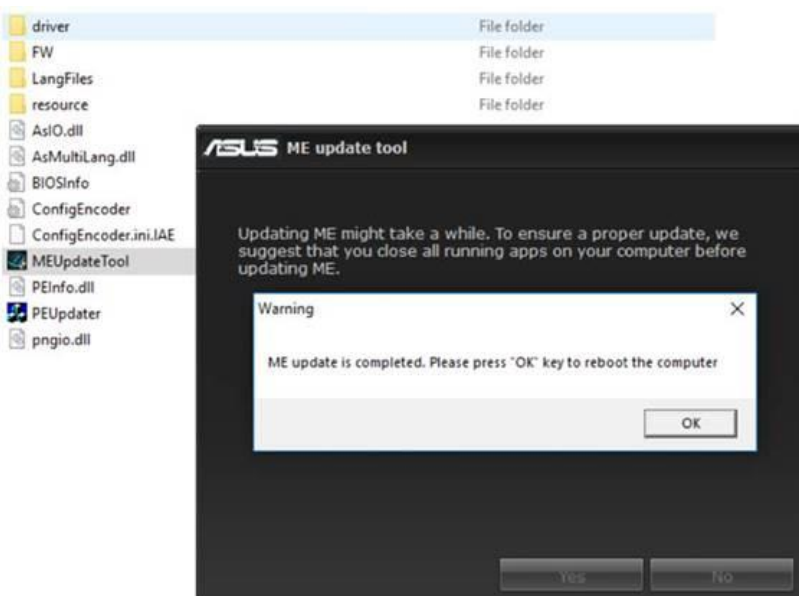 driver File folder
FW File folder
LangFiles File folder
resource File folder
AsIO.dll
AsMultiLang.dll
BIOSInfo
ConfigEncoder
ConfigEncoder.ini.IAE
MEUpdateTool
PEInfo.dll
PEUpdater
pngio.dll
ASUS ME update tool
Updating ME might take a while. To ensure a proper update, we
suggest that you close all running apps on your computer before
updating ME.
Warning
ME update is completed. Please press "OK" key to reboot the computer
OK
Yes No